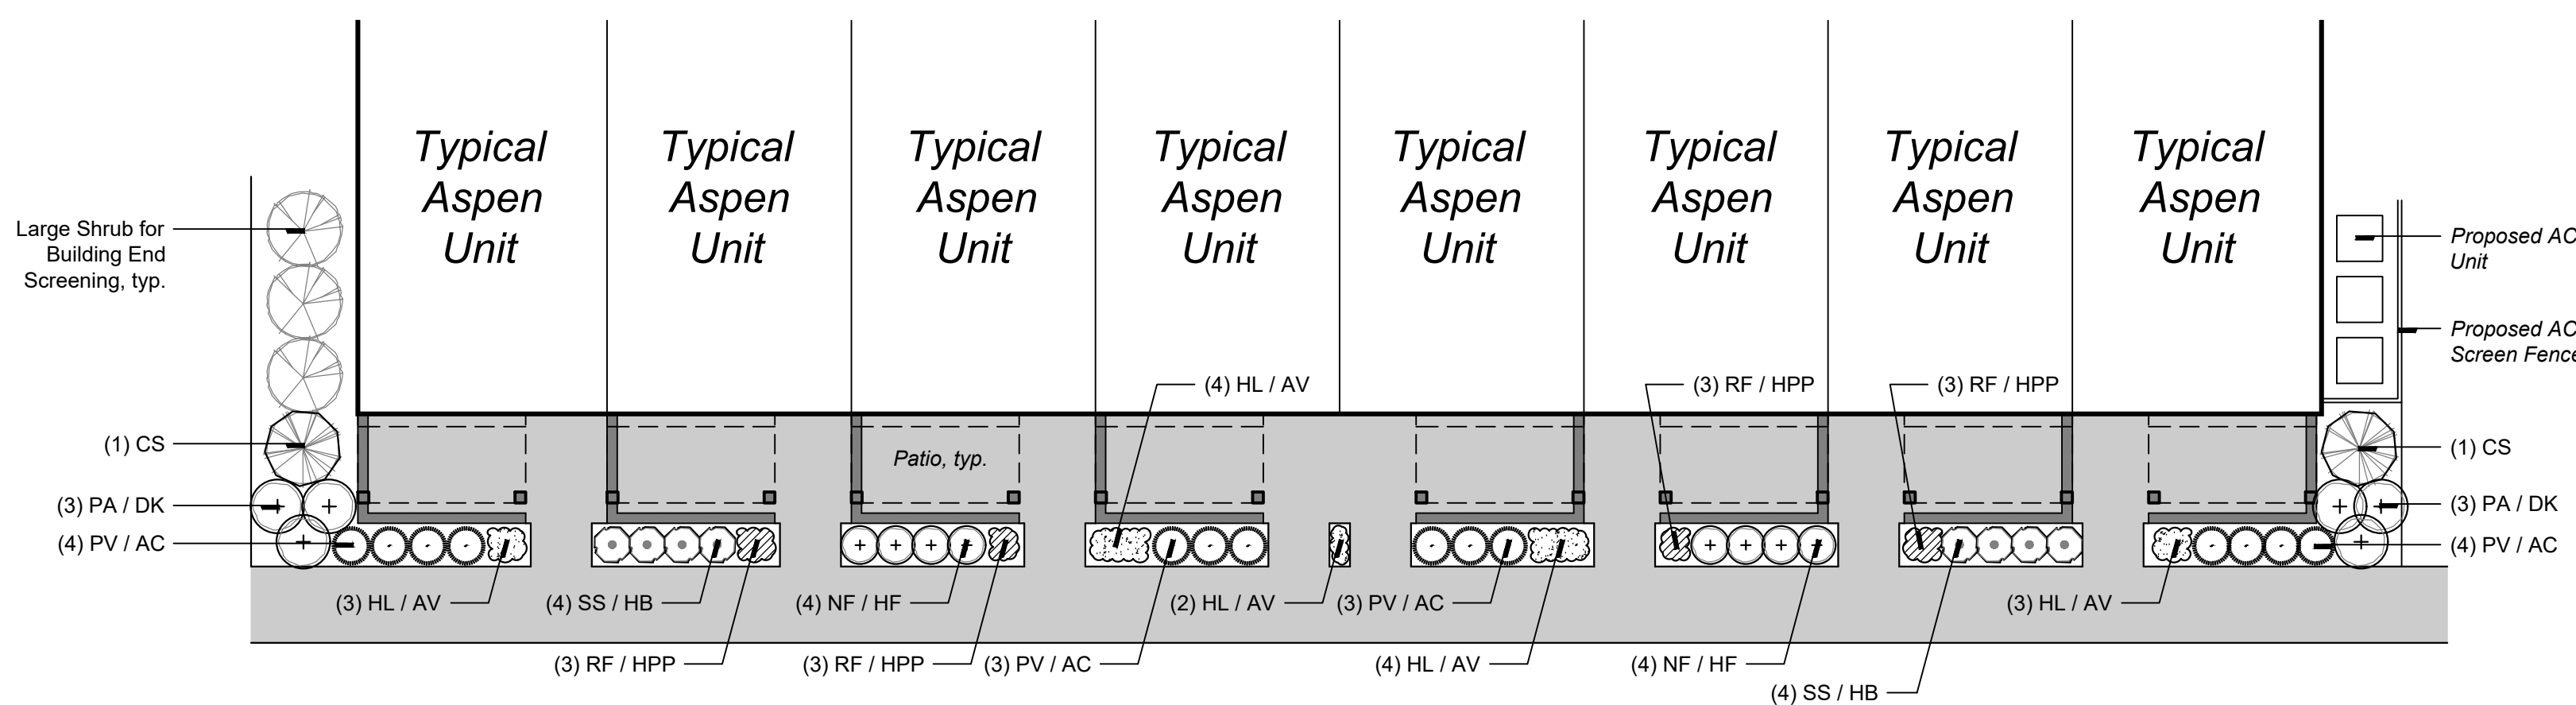 Typical
Aspen
Unit
Typical
Aspen
Unit
Typical
Aspen
Unit
Typical
Aspen
Unit
Typical
Aspen
Unit
Typical
Aspen
Unit
Typical
Aspen
Unit
Typical
Aspen
Unit
Large Shrub for
Building End
Screening, typ.
Proposed AC
Unit
Proposed AC
Screen Fence
(4) HL / AV
(3) RF / HPP
(3) RF / HPP
(1) CS
Patio, typ.
(1) CS
(3) PA / DK
(3) PA / DK
(4) PV / AC
(4) PV / AC
(3) HL / AV
(4) SS / HB
(4) NF / HF
(2) HL / AV
(3) PV / AC
(3) HL / AV
(3) RF / HPP
(3) RF / HPP
(3) PV / AC
(4) HL / AV
(4) NF / HF
(4) SS / HB